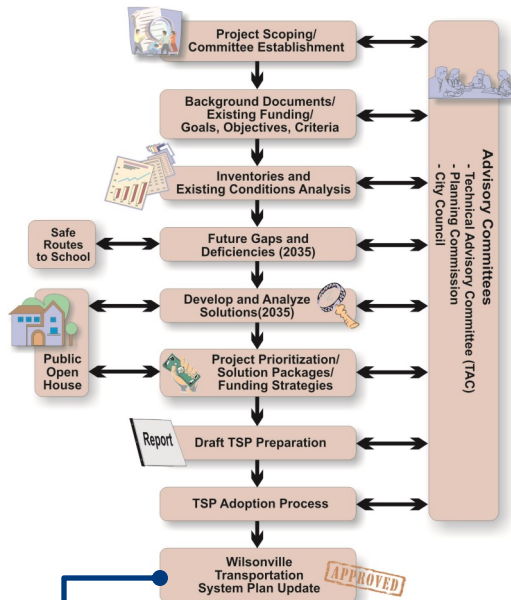 Project Scoping/
Committee Establishment
Background Documents/
Existing Funding/
Goals, Objectives, Criteria
Inventories and
Existing Conditions Analysis
Safe
Routes
to School
Future Gaps and
Deficiencies (2035)
Develop and Analyze
Solutions(2035)
Public
Open
House
Project Prioritization/
Solution Packages/
Funding Strategies
Report
Draft TSP Preparation
TSP Adoption Process
Wilsonville
Transportation
System Plan Update
APPROVED
Advisory Committees
- Technical Advisory Committee (TAC)
- Planning Commission
- City Council